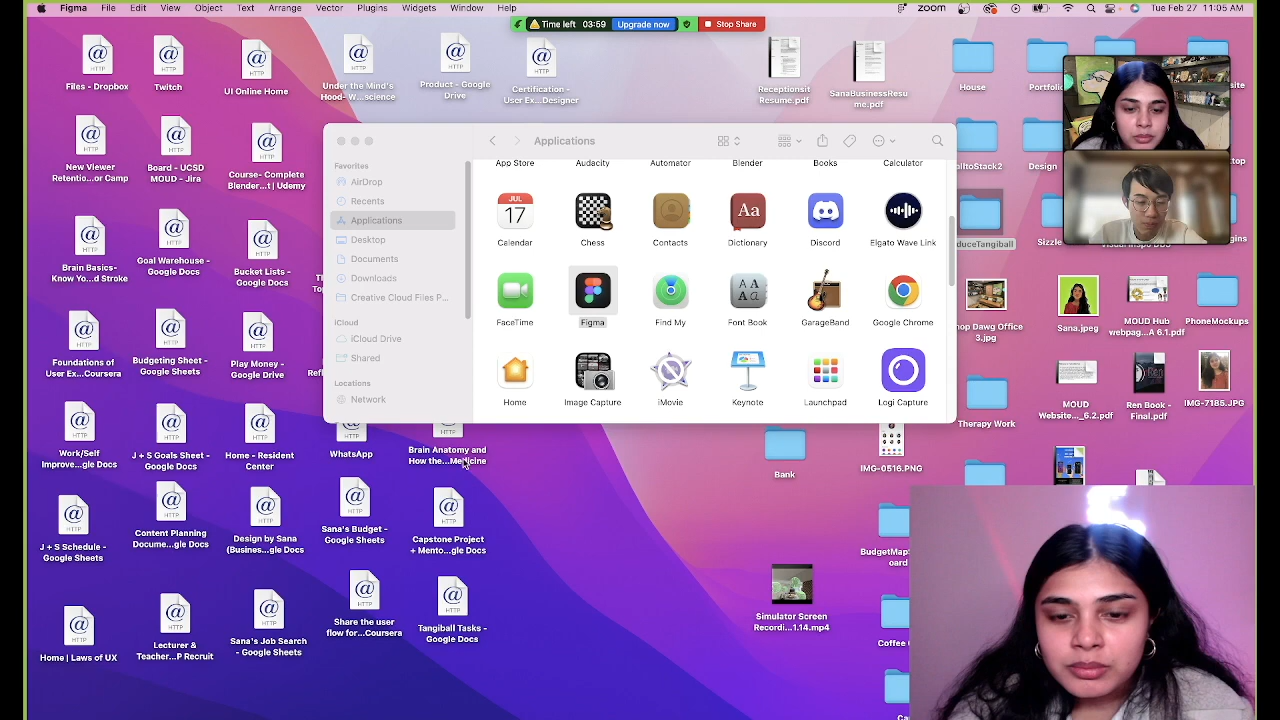 Figma File Edit View Object Text Arrange Vector Plugins Widgets Window Help zoom Tue Feb 27 11:05 AM
Time left 03:59 Upgrade now Stop Share
Files - Dropbox
Twitch
UI Online Home
Under the Mind's
Hood- W...science
Product - Google
Drive
Certification -
User Ex...Designer
Receptionsit
Resume.pdf
SanaBusinessResu
me.pdf
House
New Viewer
Retentio...or Camp
Board - UCSD
MOUD - Jira
Course- Complete
Blender...t | Udemy
Design
Brain Basics-
Know Yo...d Stroke
Goal Warehouse -
Google Docs
Bucket Lists -
Google Docs
Foundations of
User Ex...Coursera
Budgeting Sheet -
Google Sheets
Play Money -
Google Drive
Work/Self
Improve...gle Docs
J + S Goals Sheet -
Google Docs
Home - Resident
Center
WhatsApp
Brain Anatomy and
How the...Medicine
J + S Schedule -
Google Sheets
Content Planning
Docume...gle Docs
Design by Sana
(Busines...gle Docs
Sana's Budget -
Google Sheets
Capstone Project
+ Mento...gle Docs
Home | Laws of UX
Lecturer &
Teacher...P Recruit
Sana's Job Search
- Google Sheets
Share the user
flow for...Coursera
Tangiball Tasks -
Google Docs
Applications
Favorites
AirDrop
Recents
Applications
Desktop
Documents
Downloads
Creative Cloud Files P...
iCloud
iCloud Drive
Shared
Locations
Network
App Store Audacity Automator Blender Books Calculator
JUL
17
Aa
Calendar Chess Contacts Dictionary Discord Elgato Wave Link
FaceTime Figma Find My Font Book GarageBand Google Chrome
Home Image Capture iMovie Keynote Launchpad Logi Capture
Office
3.jpg
Sana.jpeg
MOUD Hub
webpag...A 6.1.pdf
PhoneMockups
Therapy Work
MOUD
Website..._6.2.pdf
Ren Book -
Final.pdf
IMG-7185.JPG
Bank
IMG-0516.PNG
Simulator Screen
Recordi...1.14.mp4